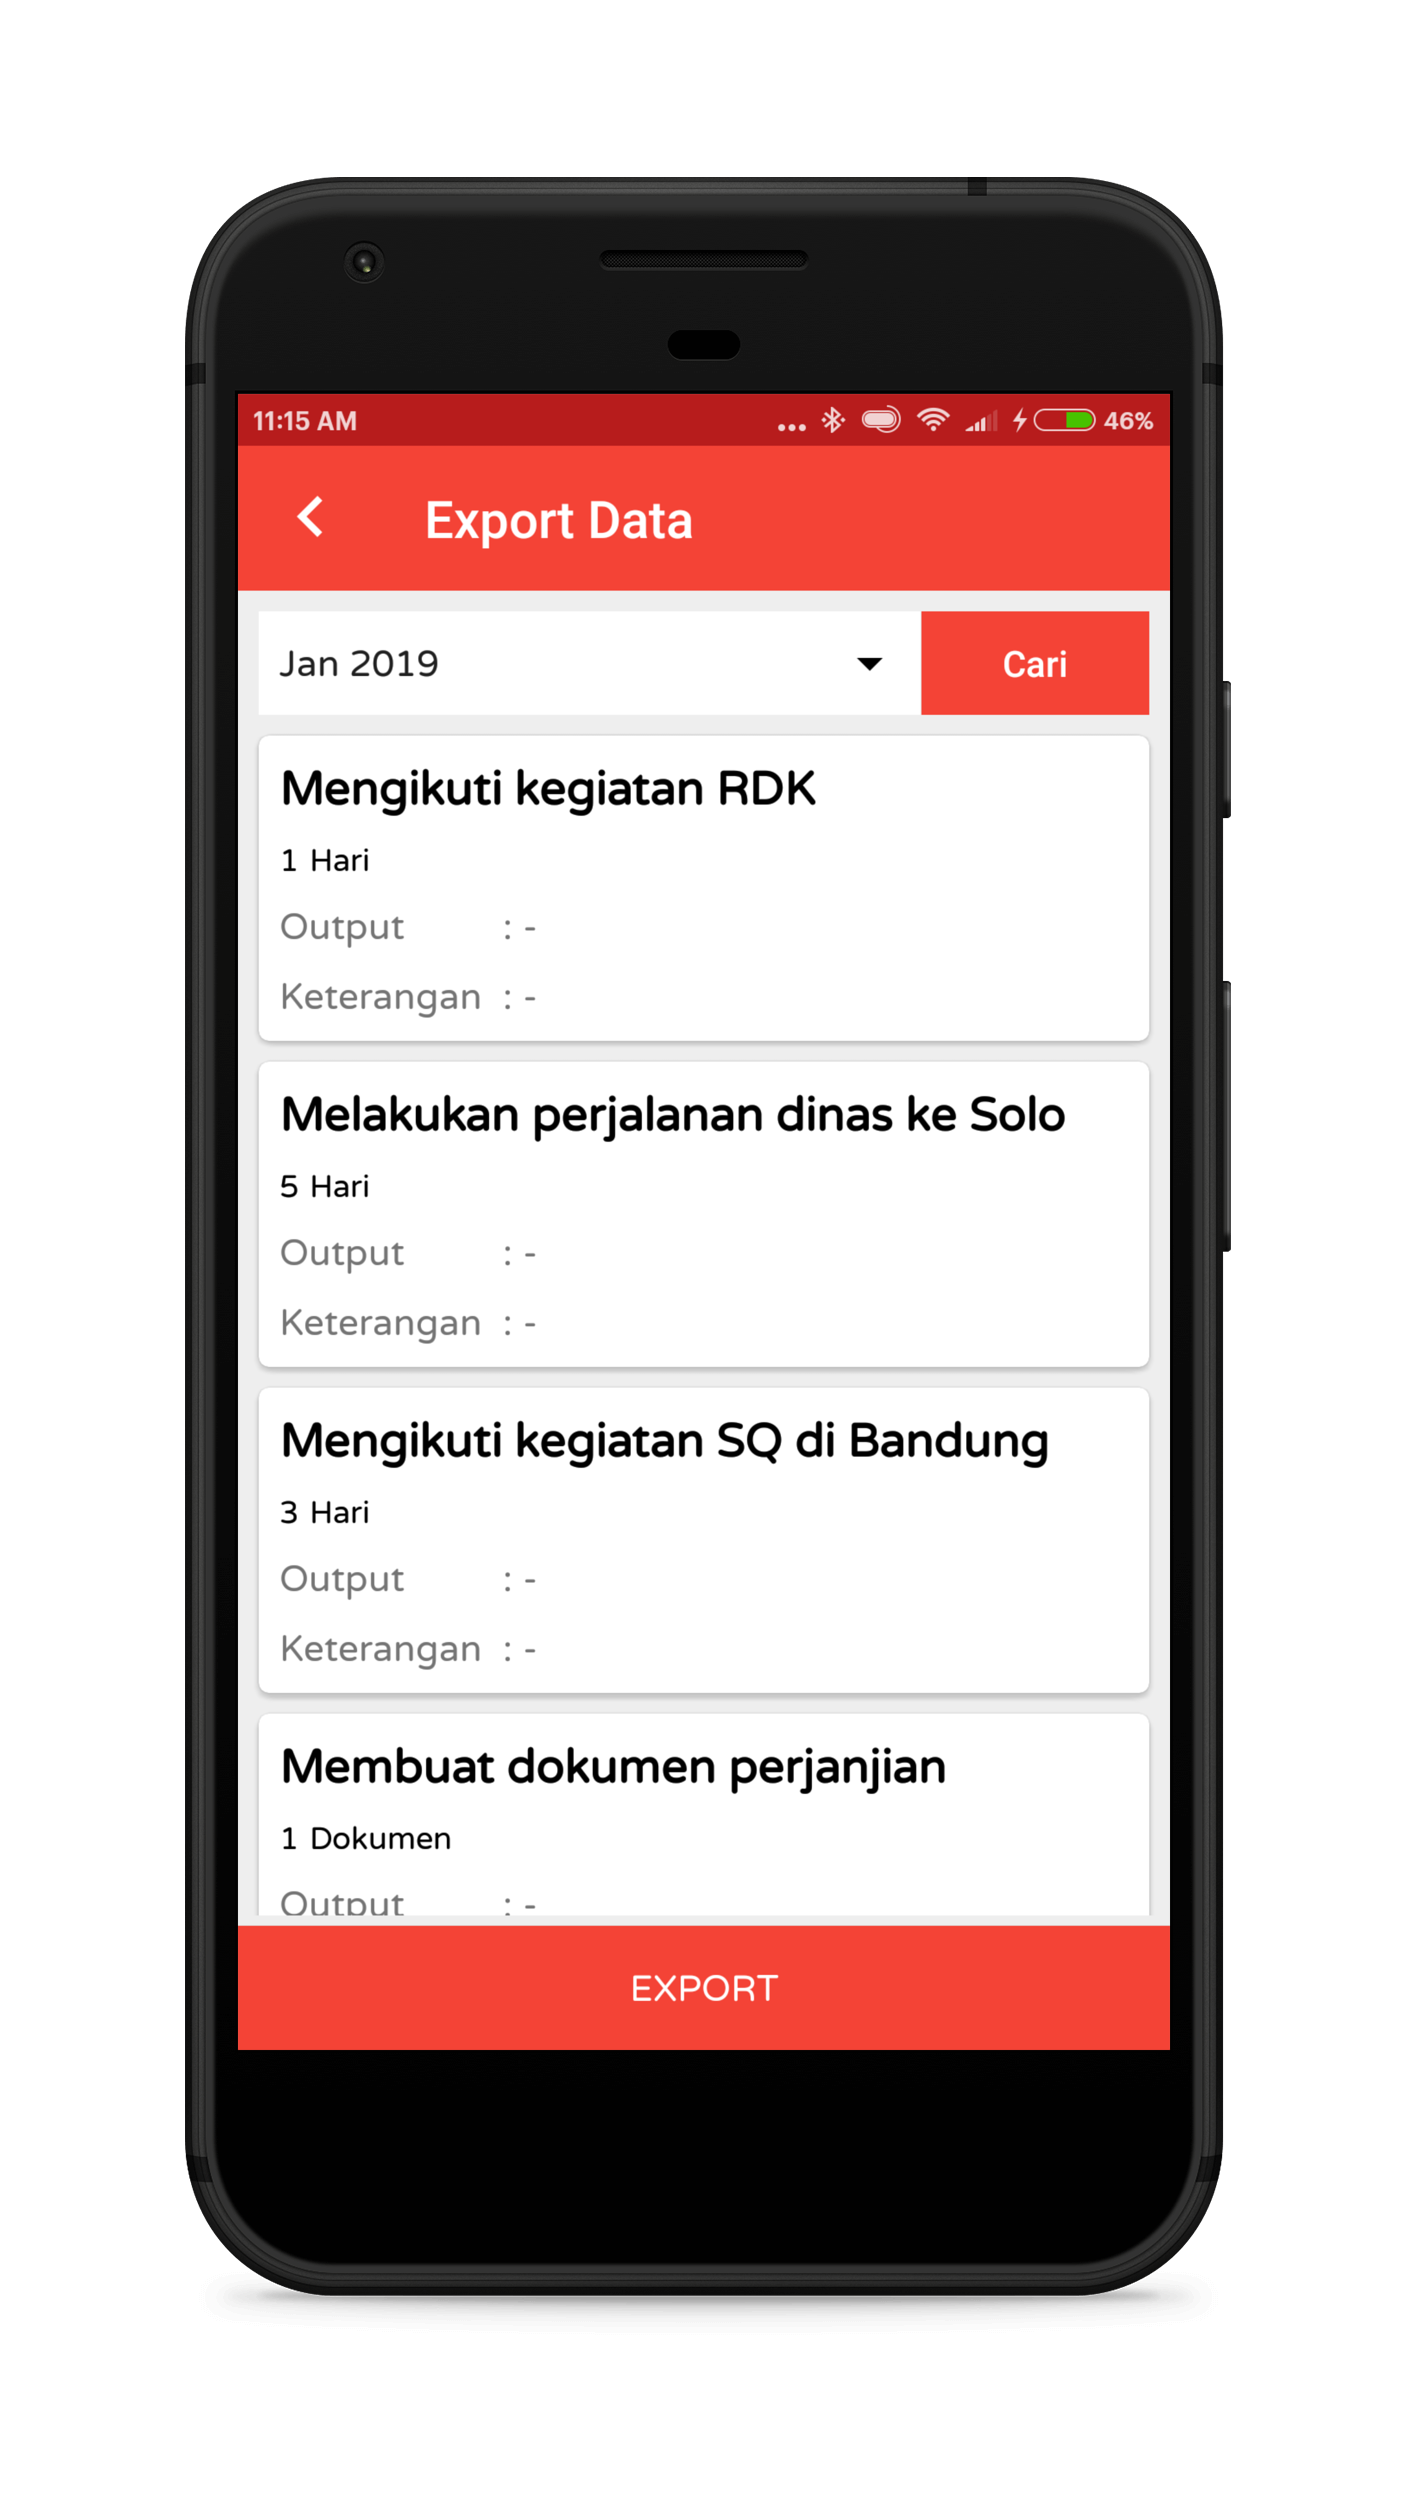 11:15 AM
46%
Export Data
Jan 2019
Cari
Mengikuti kegiatan RDK
1 Hari
Output : -
Keterangan : -
Melakukan perjalanan dinas ke Solo
5 Hari
Output : -
Keterangan : -
Mengikuti kegiatan SQ di Bandung
3 Hari
Output : -
Keterangan : -
Membuat dokumen perjanjian
1 Dokumen
Output : -
EXPORT